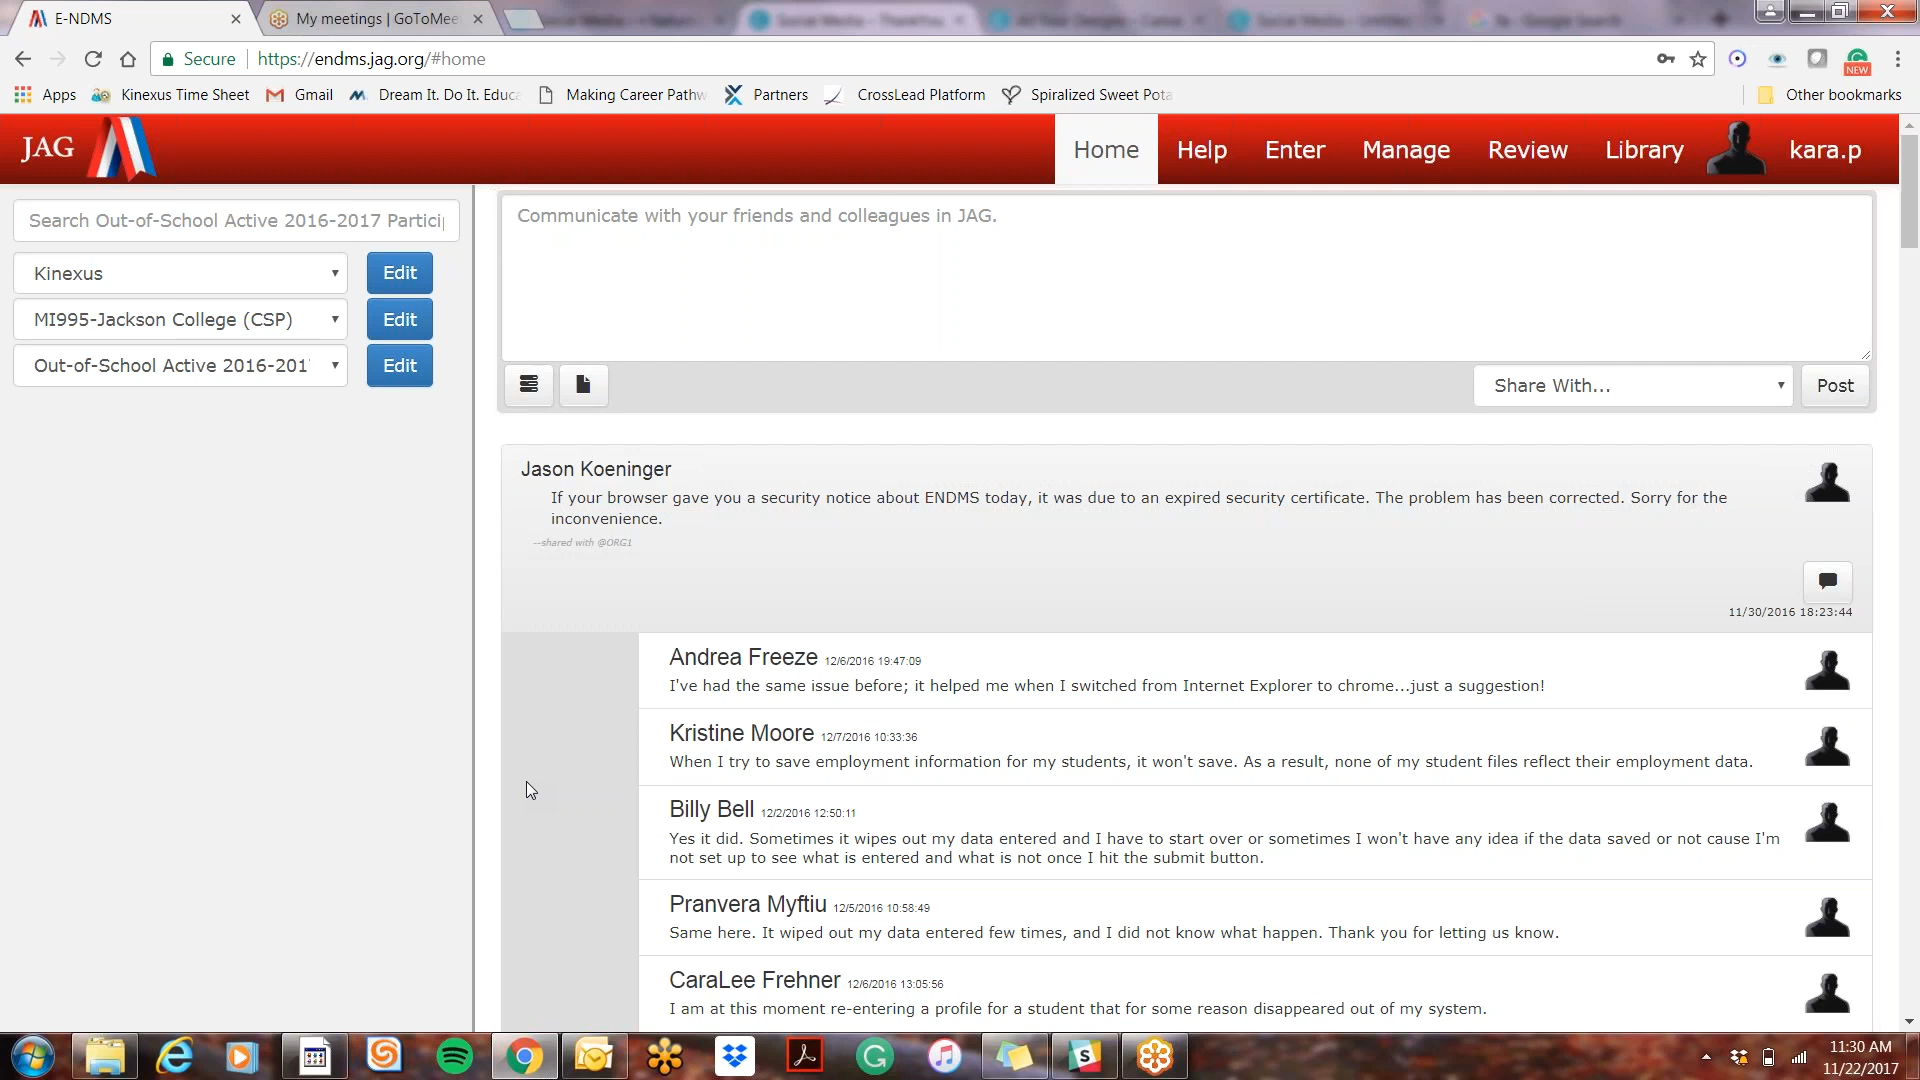 E-NDMS
My meetings | GoToMee
Secure
https://endms.jag.org/#home
NEW
Apps
Kinexus Time Sheet
Gmail
Dream It. Do It. Educa
Making Career Pathw
Partners
CrossLead Platform
Spiralized Sweet Pota
Other bookmarks
JAG
Home
Help
Enter
Manage
Review
Library
kara.p
Search Out-of-School Active 2016-2017 Partici
Kinexus
Edit
MI995-Jackson College (CSP)
Edit
Out-of-School Active 2016-201
Edit
Communicate with your friends and colleagues in JAG.
Share With...
Post
Jason Koeninger
If your browser gave you a security notice about ENDMS today, it was due to an expired security certificate. The problem has been corrected. Sorry for the
inconvenience.
--shared with @ORG1
11/30/2016 18:23:44
Andrea Freeze 12/6/2016 19:47:09
I've had the same issue before; it helped me when I switched from Internet Explorer to chrome...just a suggestion!
Kristine Moore 12/7/2016 10:33:36
When I try to save employment information for my students, it won't save. As a result, none of my student files reflect their employment data.
Billy Bell 12/2/2016 12:50:11
Yes it did. Sometimes it wipes out my data entered and I have to start over or sometimes I won't have any idea if the data saved or not cause I'm
not set up to see what is entered and what is not once I hit the submit button.
Pranvera Myftiu 12/5/2016 10:58:49
Same here. It wiped out my data entered few times, and I did not know what happen. Thank you for letting us know.
CaraLee Frehner 12/6/2016 13:05:56
I am at this moment re-entering a profile for a student that for some reason disappeared out of my system.
11:30 AM
11/22/2017